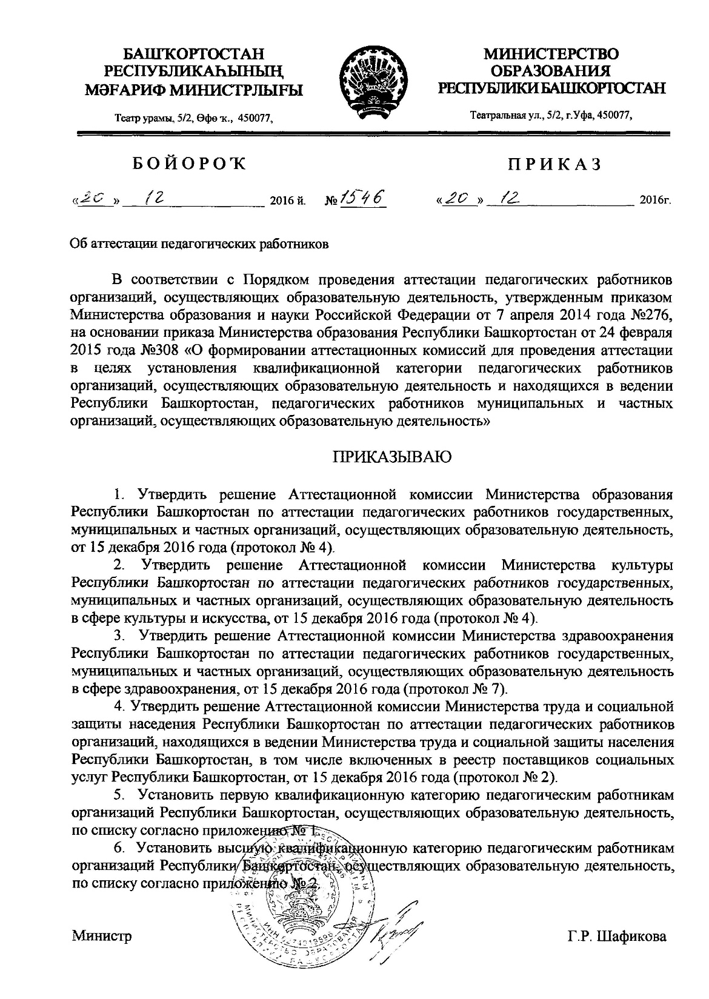 БАШҠОРТОСТАН
РЕСПУБЛИКАҺЫНЫҢ
МӘҒАРИФ МИНИСТРЛЫҒЫ
Театр урамы, 5/2, Өфө ҡ., 450077,
МИНИСТЕРСТВО
ОБРАЗОВАНИЯ
РЕСПУБЛИКИ БАШКОРТОСТАН
Театральная ул., 5/2, г.Уфа, 450077,
Б О Й О Р О Ҡ
П Р И К А З
«20» 12 2016 й. № 1546 «20» 12 2016г.
Об аттестации педагогических работников
В соответствии с Порядком проведения аттестации педагогических работников
организаций, осуществляющих образовательную деятельность, утвержденным приказом
Министерства образования и науки Российской Федерации от 7 апреля 2014 года №276,
на основании приказа Министерства образования Республики Башкортостан от 24 февраля
2015 года №308 «О формировании аттестационных комиссий для проведения аттестации
в целях установления квалификационной категории педагогических работников
организаций, осуществляющих образовательную деятельность и находящихся в ведении
Республики Башкортостан, педагогических работников муниципальных и частных
организаций, осуществляющих образовательную деятельность»
ПРИКАЗЫВАЮ
1. Утвердить решение Аттестационной комиссии Министерства образования
Республики Башкортостан по аттестации педагогических работников государственных,
муниципальных и частных организаций, осуществляющих образовательную деятельность,
от 15 декабря 2016 года (протокол № 4).
2. Утвердить решение Аттестационной комиссии Министерства культуры
Республики Башкортостан по аттестации педагогических работников государственных,
муниципальных и частных организаций, осуществляющих образовательную деятельность
в сфере культуры и искусства, от 15 декабря 2016 года (протокол № 4).
3. Утвердить решение Аттестационной комиссии Министерства здравоохранения
Республики Башкортостан по аттестации педагогических работников государственных,
муниципальных и частных организаций, осуществляющих образовательную деятельность
в сфере здравоохранения, от 15 декабря 2016 года (протокол № 7).
4. Утвердить решение Аттестационной комиссии Министерства труда и социальной
защиты наседения Республики Башкортостан по аттестации педагогических работников
организаций, находящихся в ведении Министерства труда и социальной защиты населения
Республики Башкортостан, в том числе включенных в реестр поставщиков социальных
услуг Республики Башкортостан, от 15 декабря 2016 года (протокол № 2).
5. Установить первую квалификационную категорию педагогическим работникам
организаций Республики Башкортостан, осуществляющих образовательную деятельность,
по списку согласно приложению № 1.
6. Установить высшую квалификационную категорию педагогическим работникам
организаций Республики Башкортостан, осуществляющих образовательную деятельность,
по списку согласно приложению № 2.
МИНИСТЕРСТВО ОБРАЗОВАНИЯ
РЕСПУБЛИКА БАШКОРТОСТАН
Министр
Г.Р. Шафикова